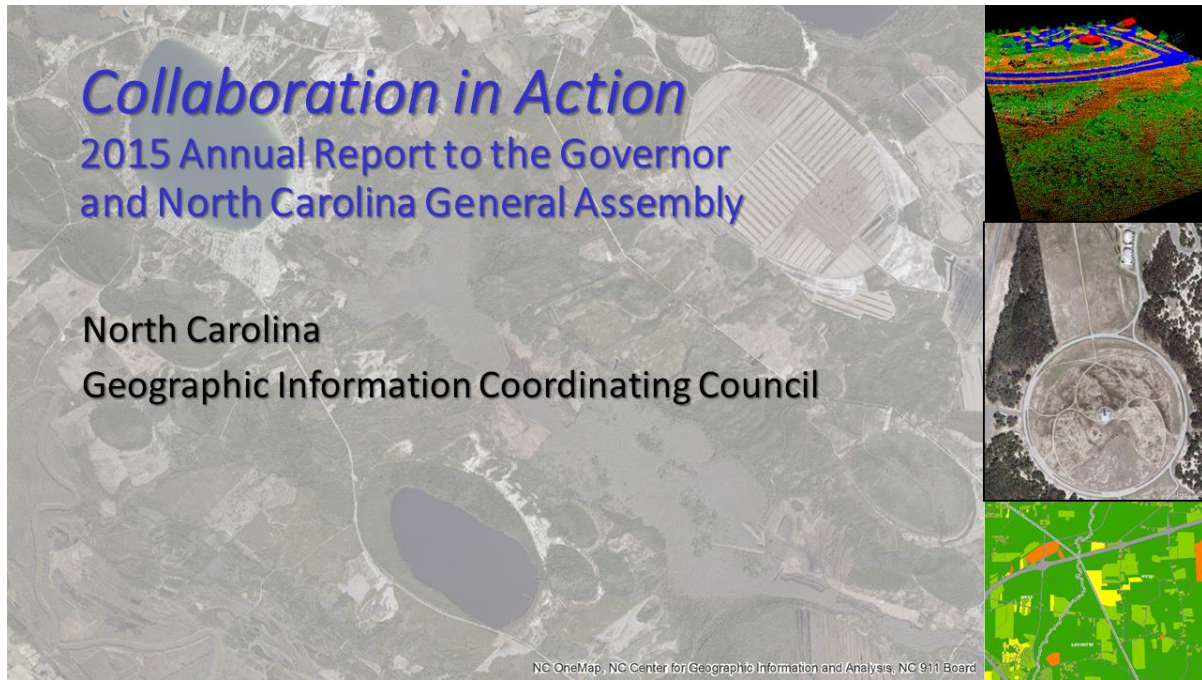 Collaboration in Action
2015 Annual Report to the Governor
and North Carolina General Assembly
North Carolina
Geographic Information Coordinating Council
NC OneMap, NC Center for Geographic Information and Analysis, NC 911 Board